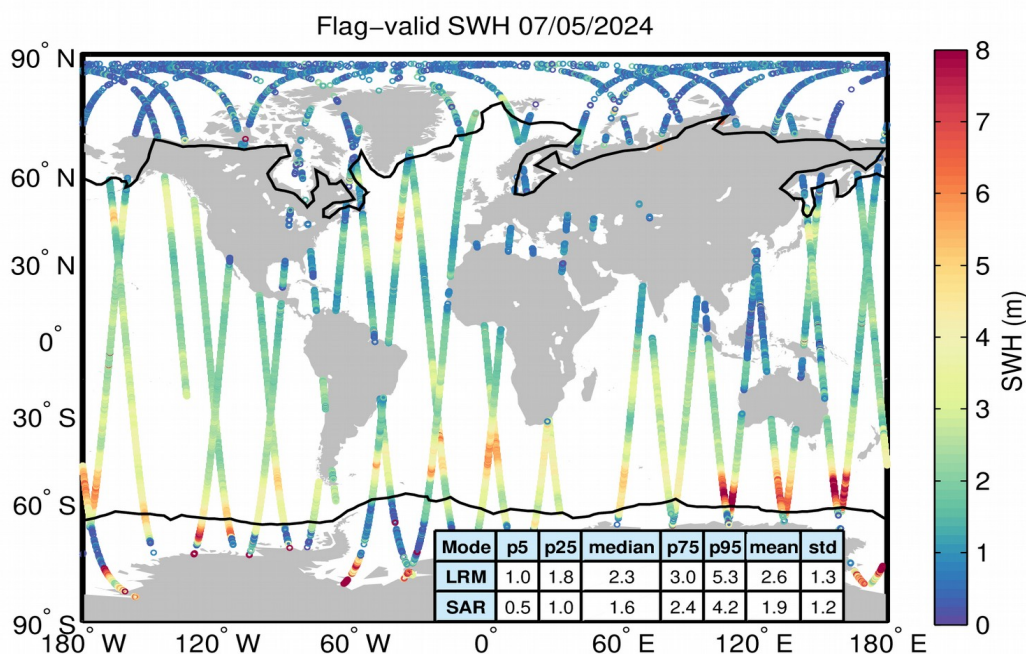 Flag−valid SWH 07/05/2024
90° N
60° N
30° N
0°
30° S
60° S
90° S
180° W
120° W
60° W
0°
60° E
120° E
180° E
Mode p5 p25 median p75 p95 mean std
LRM 1.0 1.8 2.3 3.0 5.3 2.6 1.3
SAR 0.5 1.0 1.6 2.4 4.2 1.9 1.2
8
7
6
5
4
3
2
1
0
SWH (m)